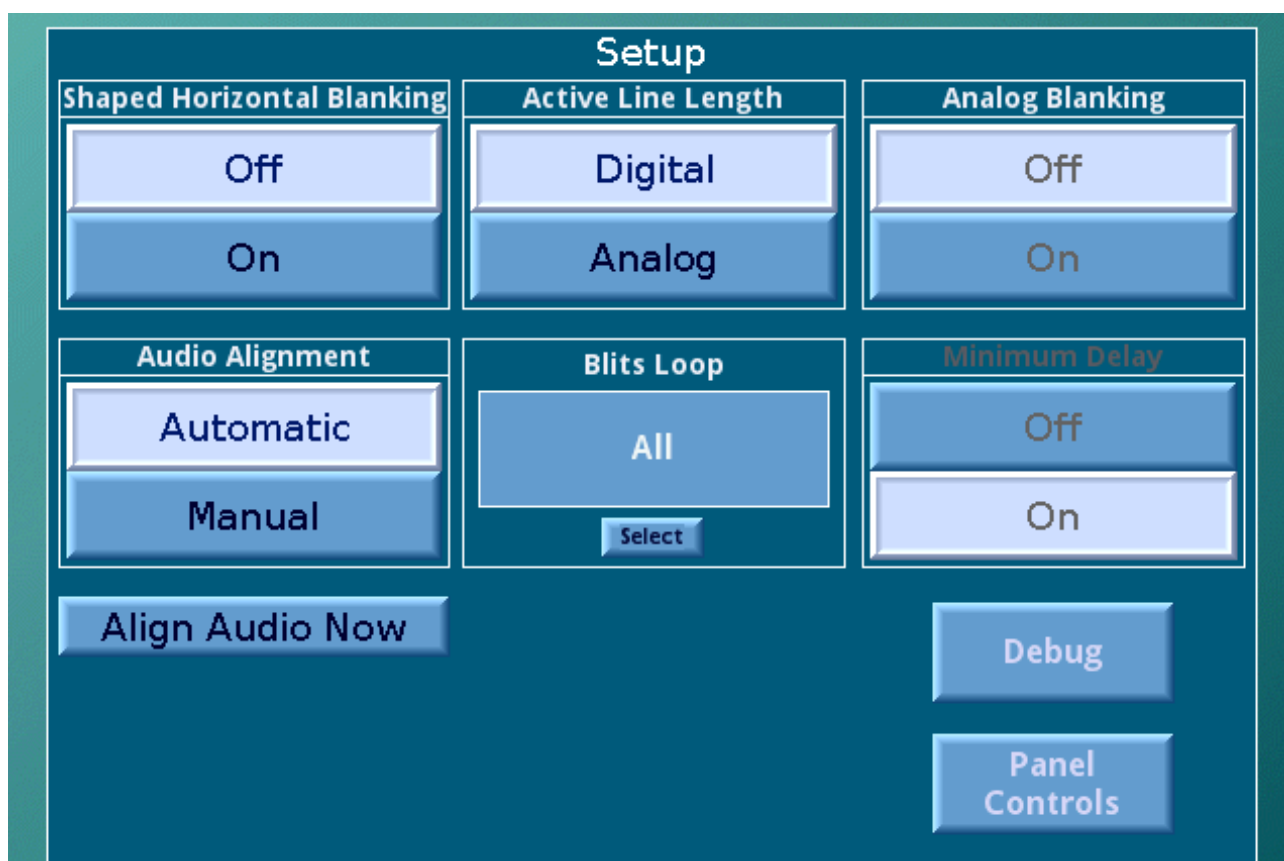 Setup
Shaped Horizontal Blanking
Off
On
Active Line Length
Digital
Analog
Analog Blanking
Off
On
Audio Alignment
Automatic
Manual
Blits Loop
All
Select
Minimum Delay
Off
On
Align Audio Now
Debug
Panel
Controls